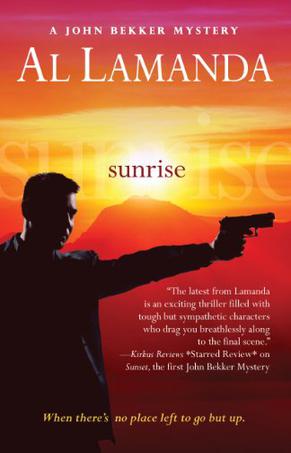 A JOHN BEKKER MYSTERY
AL LAMANDA
sunrise
sunrise
"The latest from Lamanda
is an exciting thriller filled with
tough but sympathetic characters
who drag you breathlessly along
to the final scene."
—Kirkus Reviews *Starred Review* on
Sunset, the first John Bekker Mystery
When there's no place left to go but up.